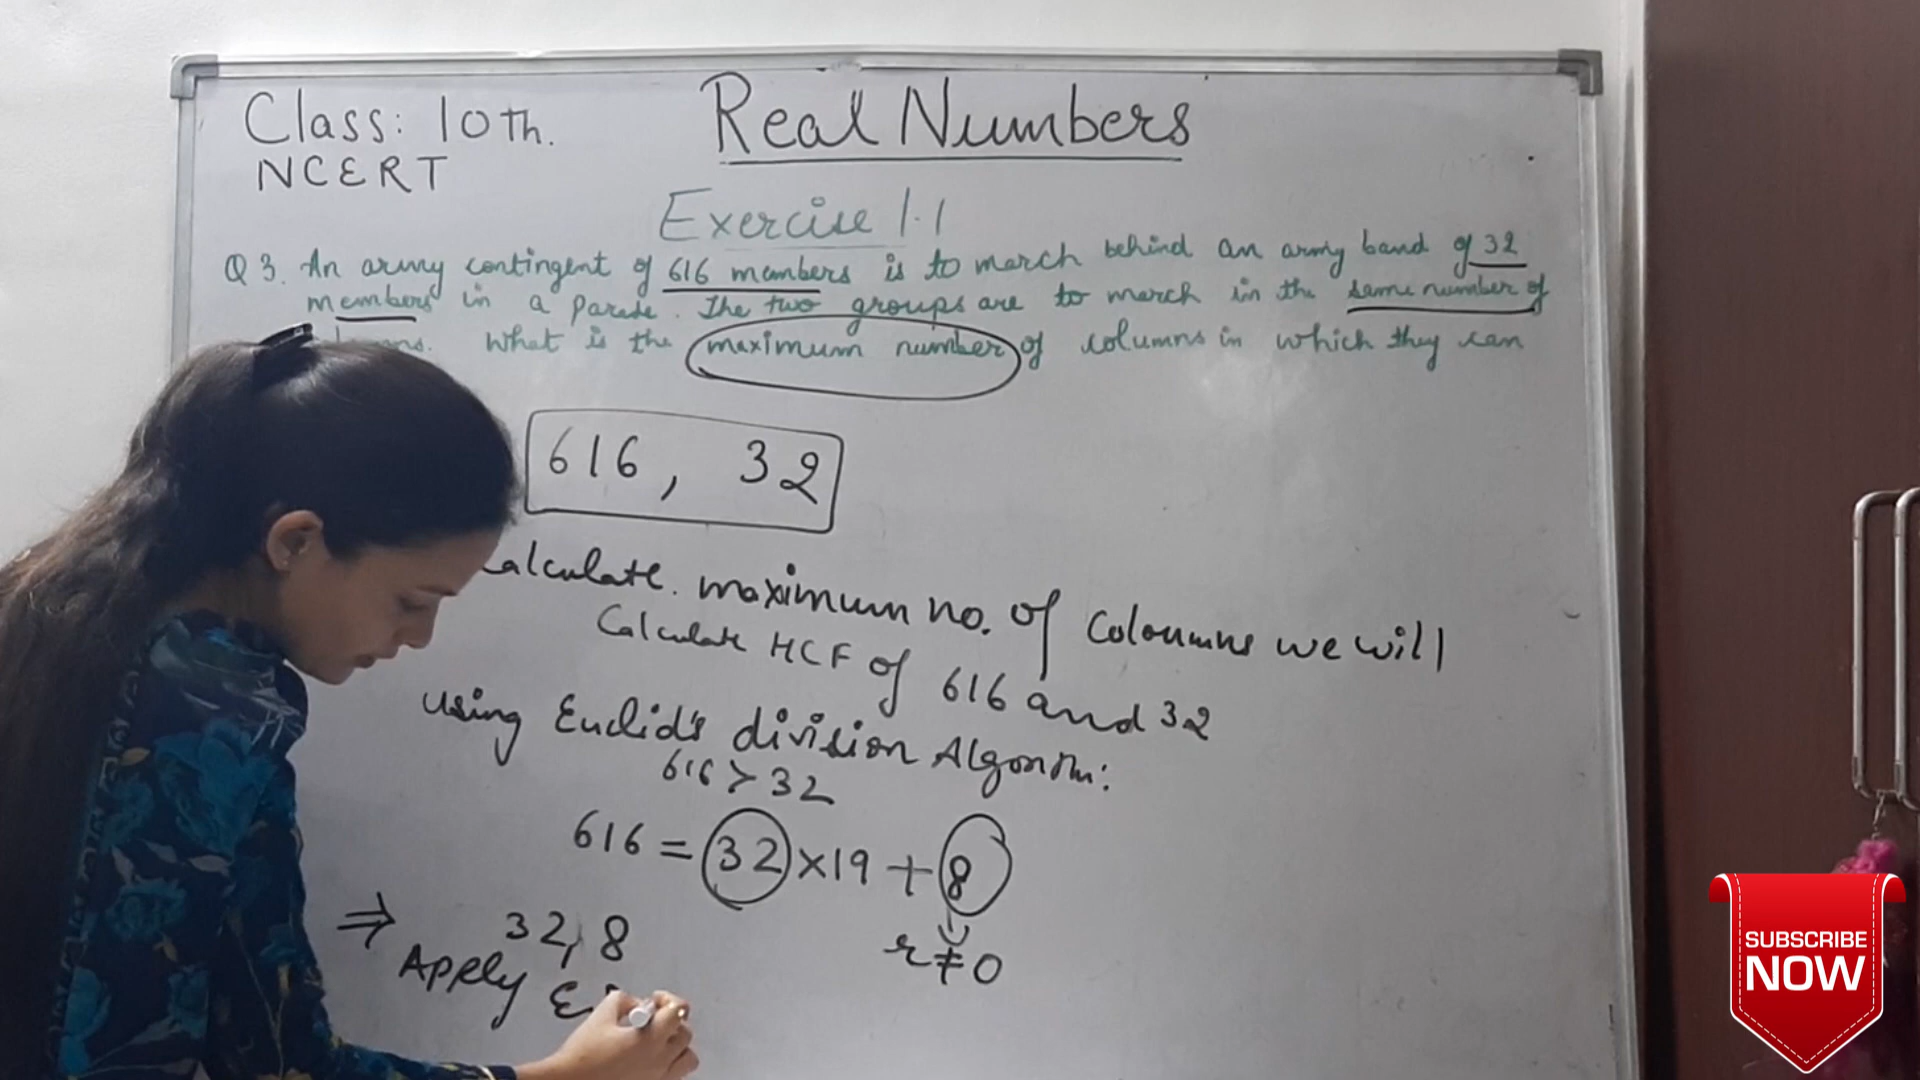 Class: 10th.
Real Numbers
NCERT
Exercise 1.1
Q 3. An army contingent of 616 members is to march behind an army band of 32
members in a Parade. The two groups are to march in the same number of
What is the maximum number of columns in which they can
616, 32
calculate. maximum no. of Coloumns we will
Calculate HCF of 616 and 32
using Euclid's division
616 > 32
616 = 32 × 19 + 8
⇒ 32, 8
r ≠ 0
Apply
SUBSCRIBE
NOW